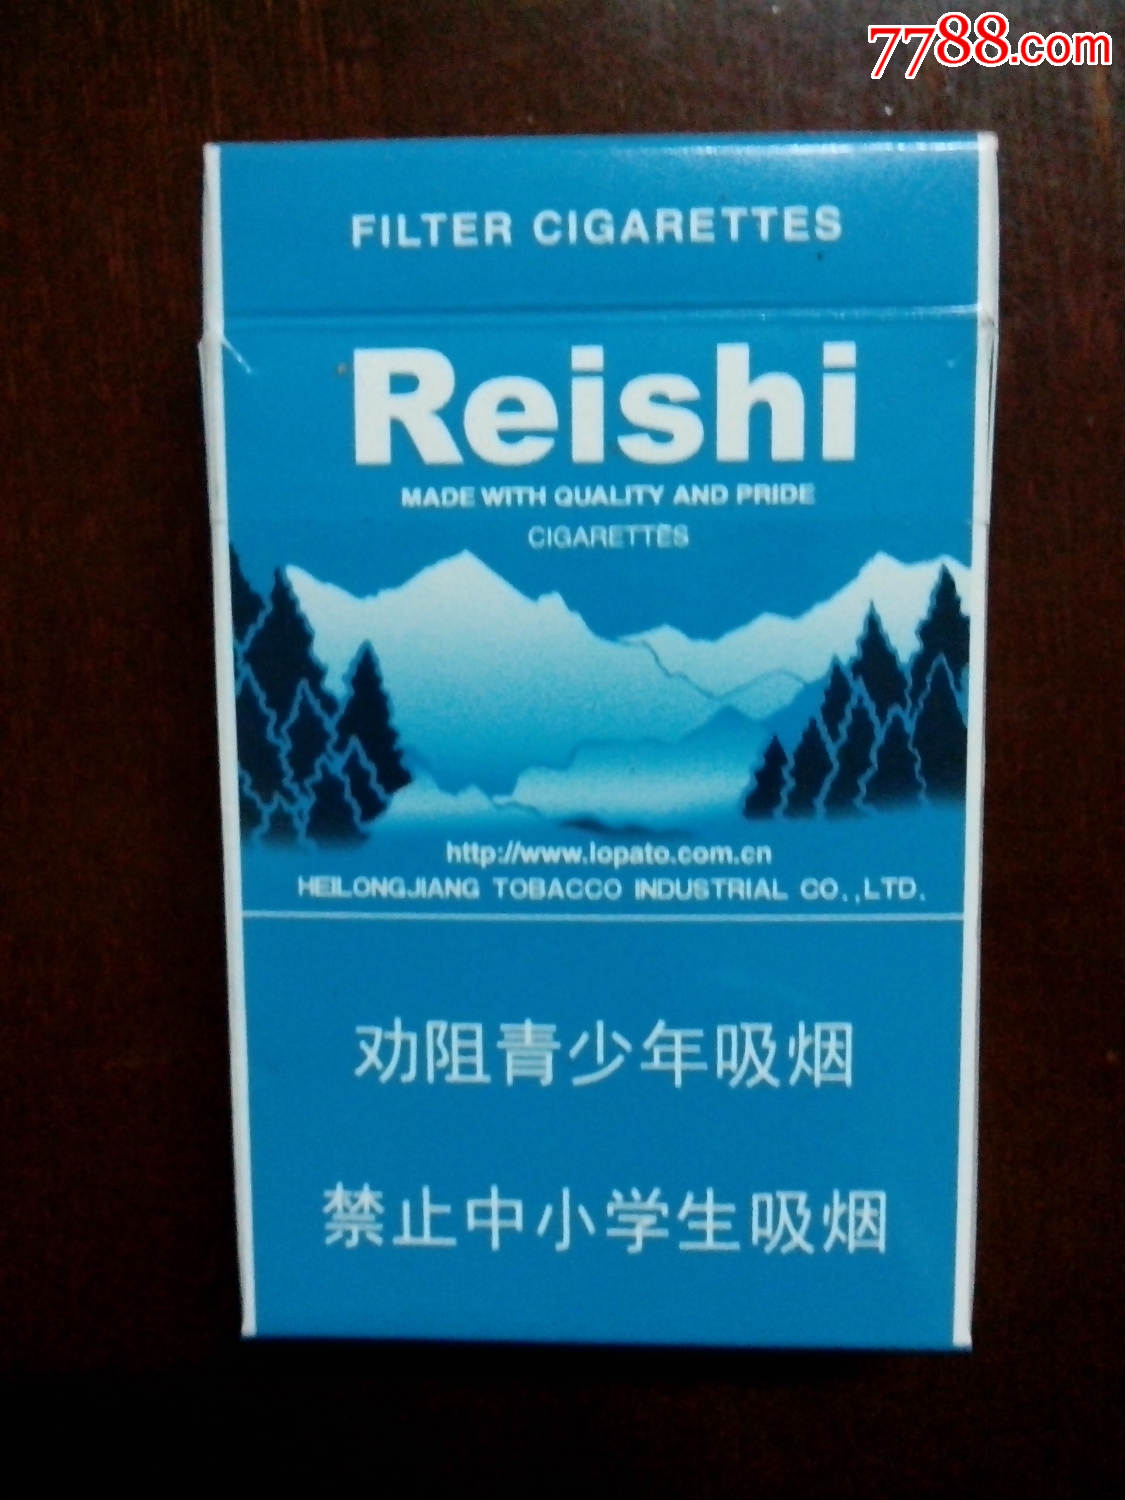 7788.com
FILTER CIGARETTES
Reishi
MADE WITH QUALITY AND PRIDE
CIGARETTES
http://www.lopato.com.cn
HEILONGJIANG TOBACCO INDUSTRIAL CO.,LTD.
劝阻青少年吸烟
禁止中小学生吸烟